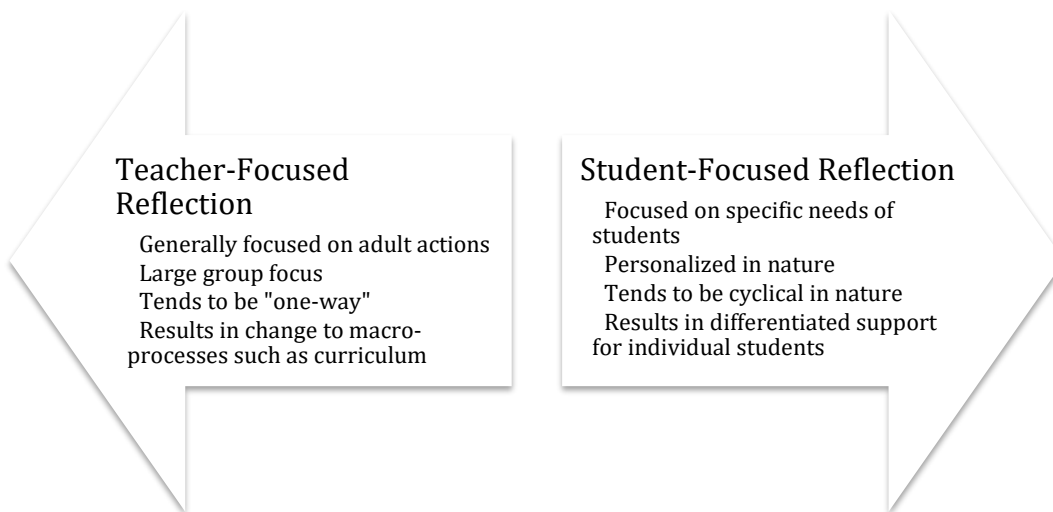 Teacher-Focused
Reflection
Generally focused on adult actions
Large group focus
Tends to be "one-way"
Results in change to macro-
processes such as curriculum
Student-Focused Reflection
Focused on specific needs of
students
Personalized in nature
Tends to be cyclical in nature
Results in differentiated support
for individual students